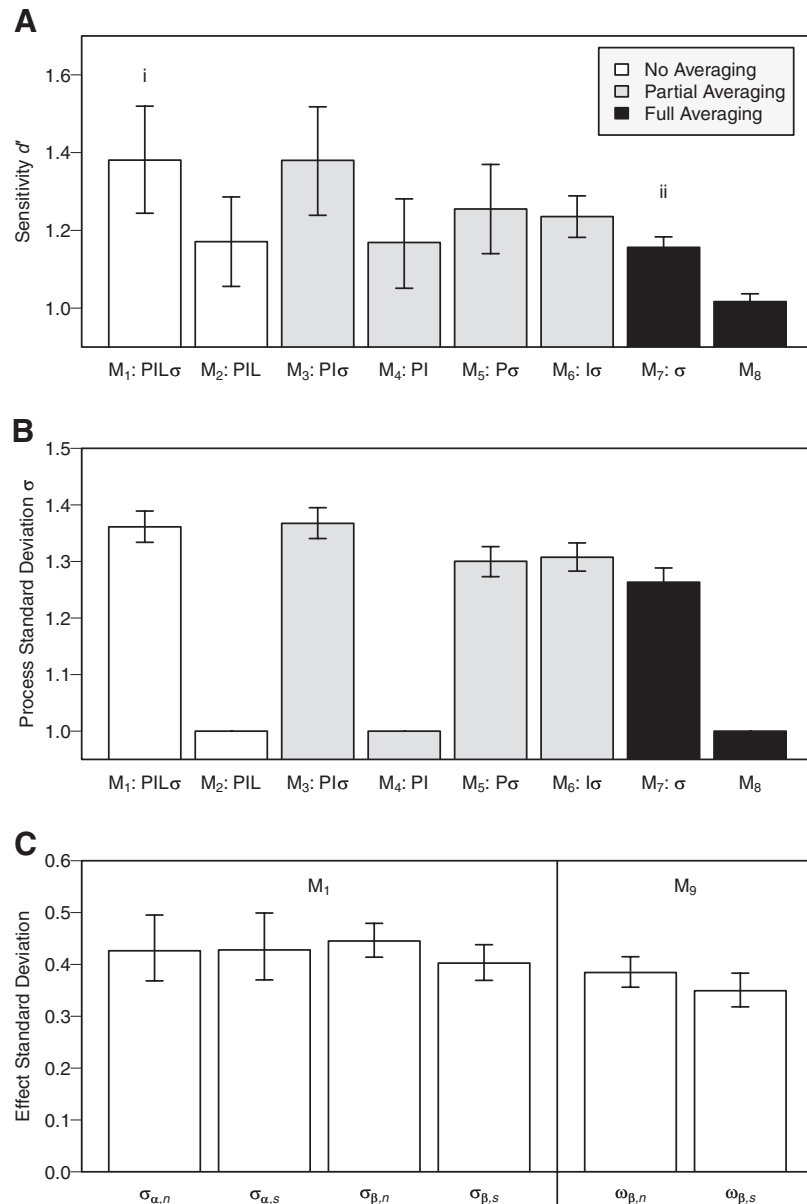 A
Sensitivity d′
1.6
1.4
1.2
1.0
i
ii
No Averaging
Partial Averaging
Full Averaging
M₁: PILσ M₂: PIL M₃: PIσ M₄: PI M₅: Pσ M₆: Iσ M₇: σ M₈
B
Process Standard Deviation σ
1.5
1.4
1.3
1.2
1.1
1.0
M₁: PILσ M₂: PIL M₃: PIσ M₄: PI M₅: Pσ M₆: Iσ M₇: σ M₈
C
Effect Standard Deviation
0.6
0.5
0.4
0.3
0.2
0.1
0.0
M₁ M₉
σα,n σα,s σβ,n σβ,s ωβ,n ωβ,s